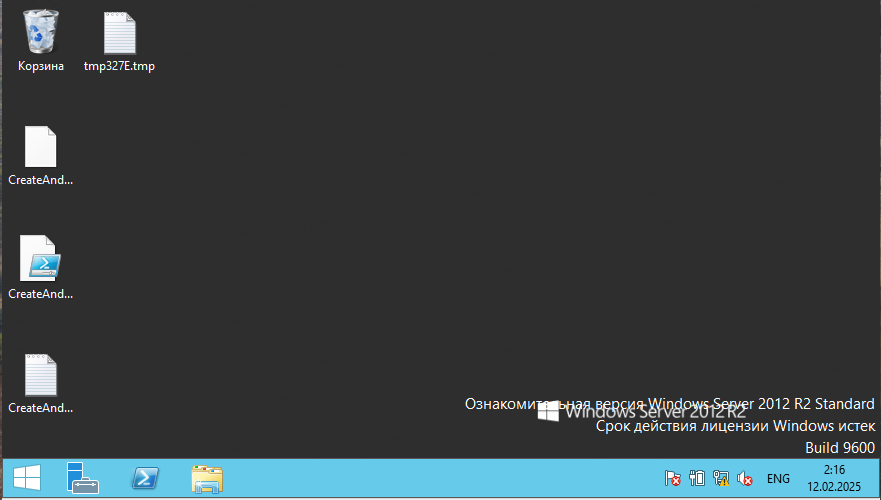 Корзина
tmp327E.tmp
CreateAnd...
CreateAnd...
CreateAnd...
Ознакомительная версия Windows Server 2012 R2 Standard
Windows Server 2012 R2
Срок действия лицензии Windows истек
Build 9600
ENG
2:16
12.02.2025